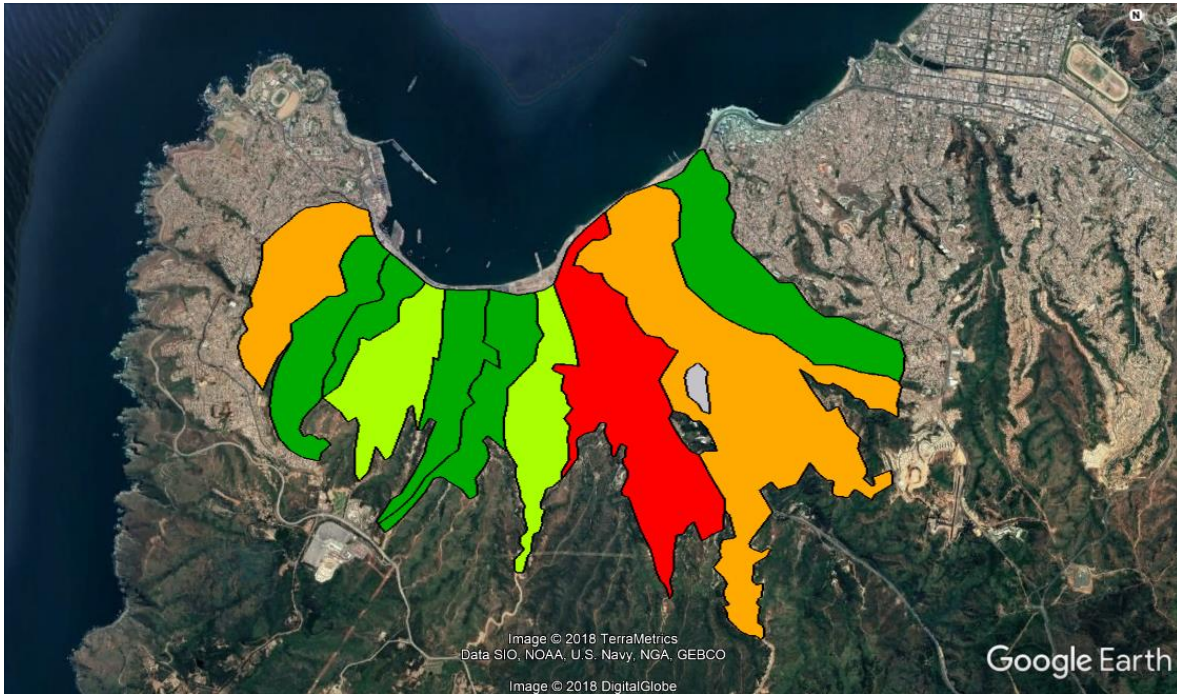 N
Image © 2018 TerraMetrics
Data SIO, NOAA, U.S. Navy, NGA, GEBCO
Google Earth
Image © 2018 DigitalGlobe